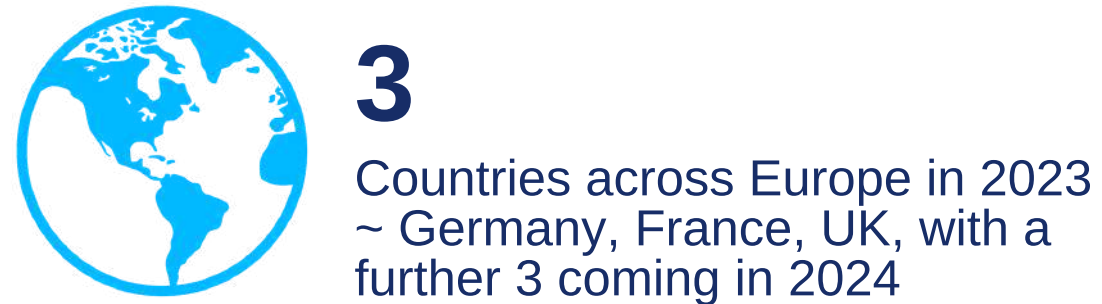 3
Countries across Europe in 2023
~ Germany, France, UK, with a
further 3 coming in 2024